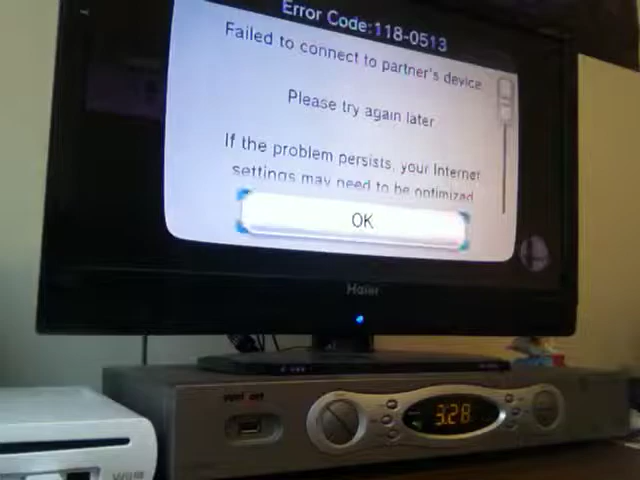 Error Code:118-0513
Failed to connect to partner's device
Please try again later
If the problem persists, your Internet
settings may need to be optimized
OK
Haier
3:28
Wii